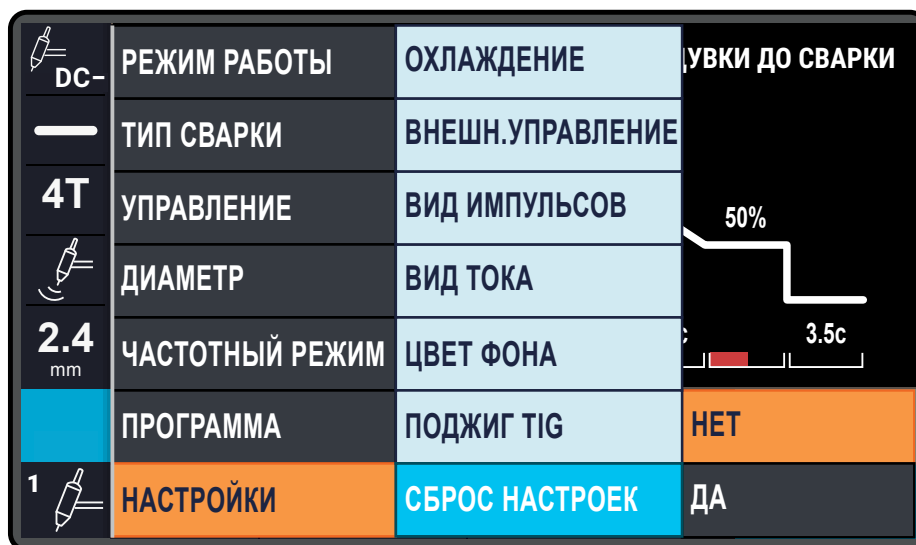 DC-
РЕЖИМ РАБОТЫ
ОХЛАЖДЕНИЕ
УВКИ ДО СВАРКИ
ТИП СВАРКИ
ВНЕШН.УПРАВЛЕНИЕ
4T
УПРАВЛЕНИЕ
ВИД ИМПУЛЬСОВ
50%
ДИАМЕТР
ВИД ТОКА
2.4
mm
ЧАСТОТНЫЙ РЕЖИМ
ЦВЕТ ФОНА
3.5с
ПРОГРАММА
ПОДЖИГ TIG
НЕТ
1
НАСТРОЙКИ
СБРОС НАСТРОЕК
ДА